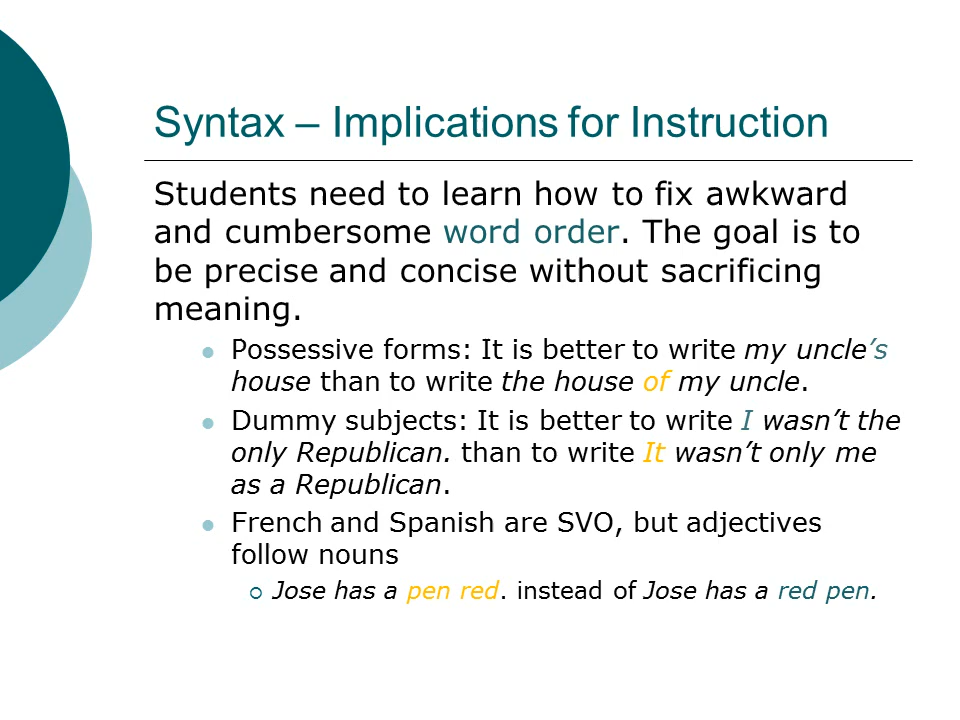 Syntax – Implications for Instruction
Students need to learn how to fix awkward
and cumbersome word order. The goal is to
be precise and concise without sacrificing
meaning.
Possessive forms: It is better to write my uncle’s
house than to write the house of my uncle.
Dummy subjects: It is better to write I wasn’t the
only Republican. than to write It wasn’t only me
as a Republican.
French and Spanish are SVO, but adjectives
follow nouns
Jose has a pen red. instead of Jose has a red pen.